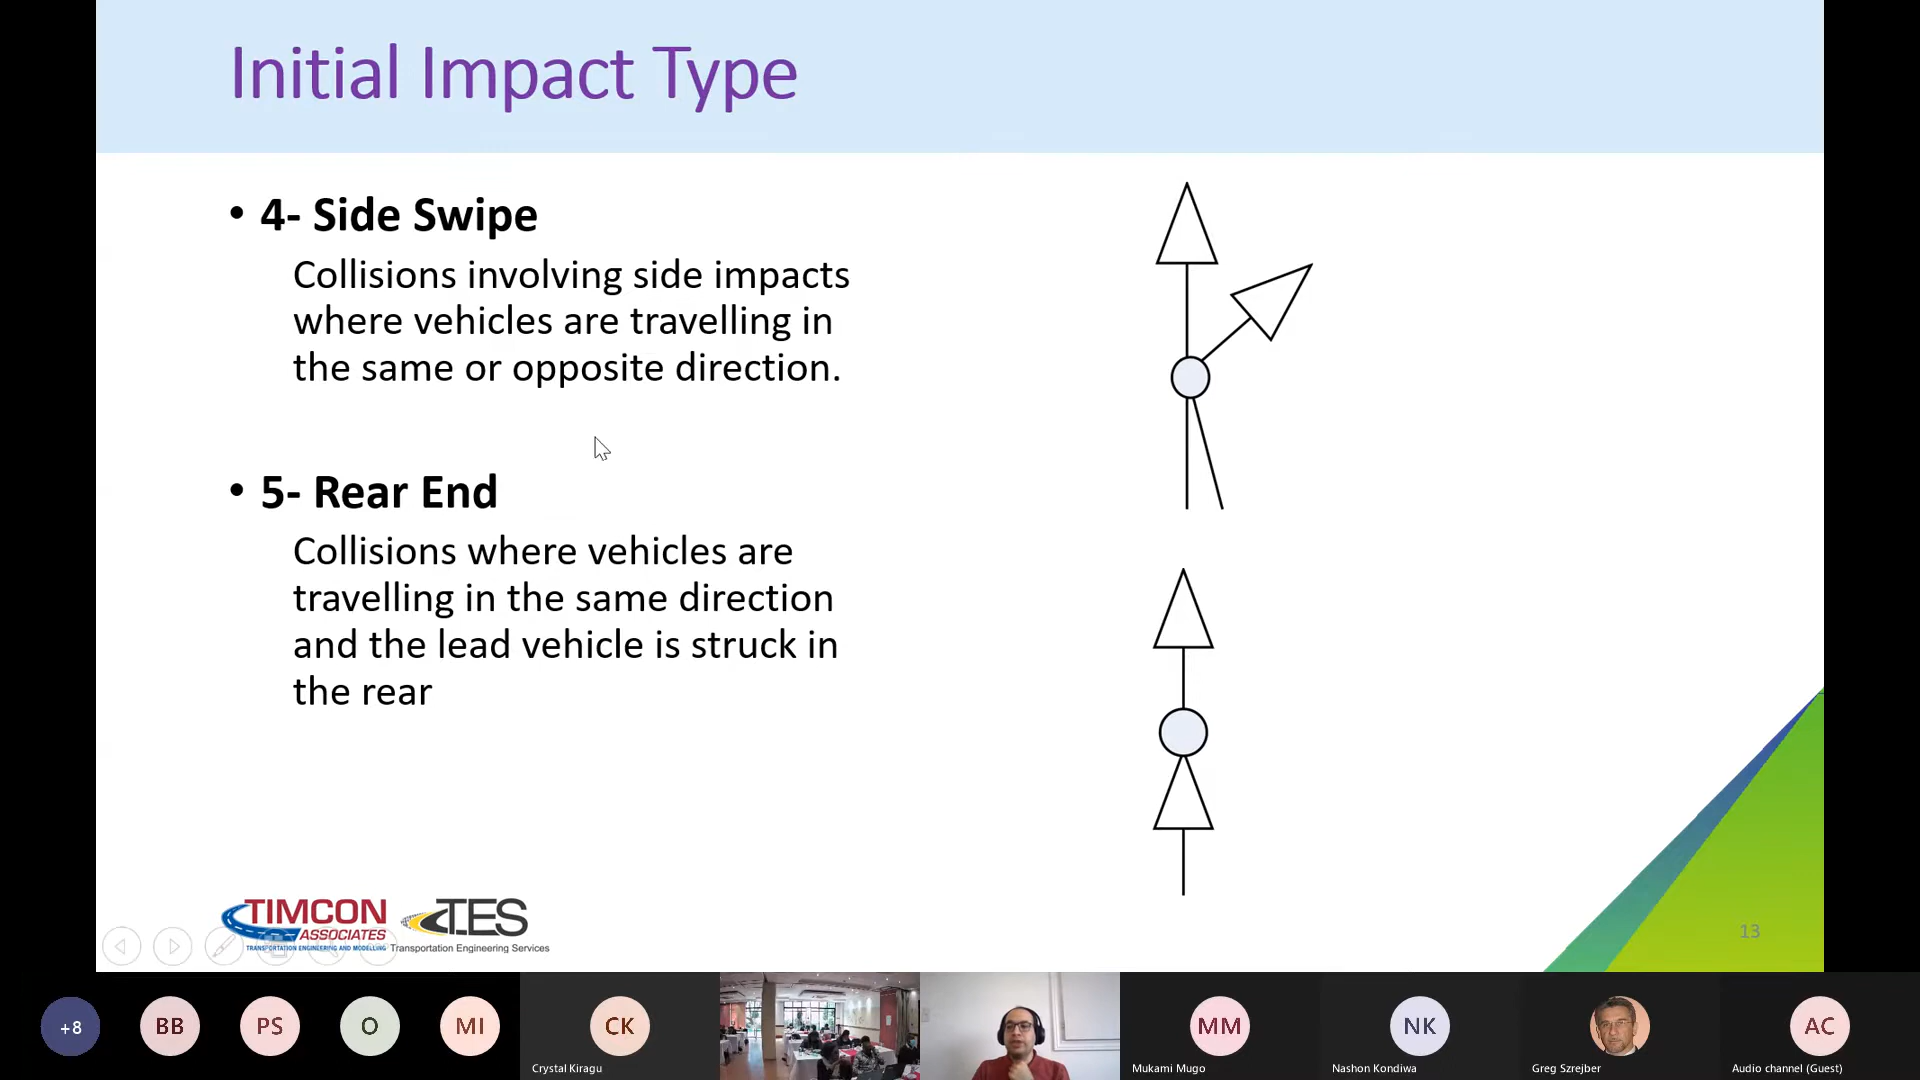 Initial Impact Type
• 4- Side Swipe
Collisions involving side impacts
where vehicles are travelling in
the same or opposite direction.
• 5- Rear End
Collisions where vehicles are
travelling in the same direction
and the lead vehicle is struck in
the rear
TIMCON
ASSOCIATES
TRANSPORTATION ENGINEERING AND MODELLING
TES
Transportation Engineering Services
13
+8
BB
PS
O
MI
CK
Crystal Kiragu
MM
Mukami Mugo
NK
Nashon Kondiwa
Greg Szrejber
AC
Audio channel (Guest)